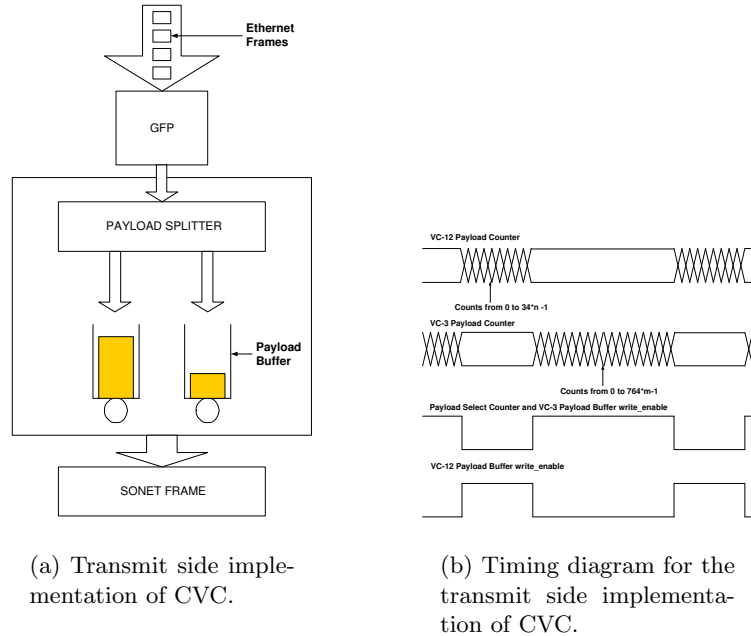 Ethernet
Frames
GFP
PAYLOAD SPLITTER
Payload
Buffer
SONET FRAME
(a) Transmit side imple-
mentation of CVC.
VC-12 Payload Counter
Counts from 0 to 34*n -1
VC-3 Payload Counter
Counts from 0 to 764*m-1
Payload Select Counter and VC-3 Payload Buffer write_enable
VC-12 Payload Buffer write_enable
(b) Timing diagram for the
transmit side implementa-
tion of CVC.